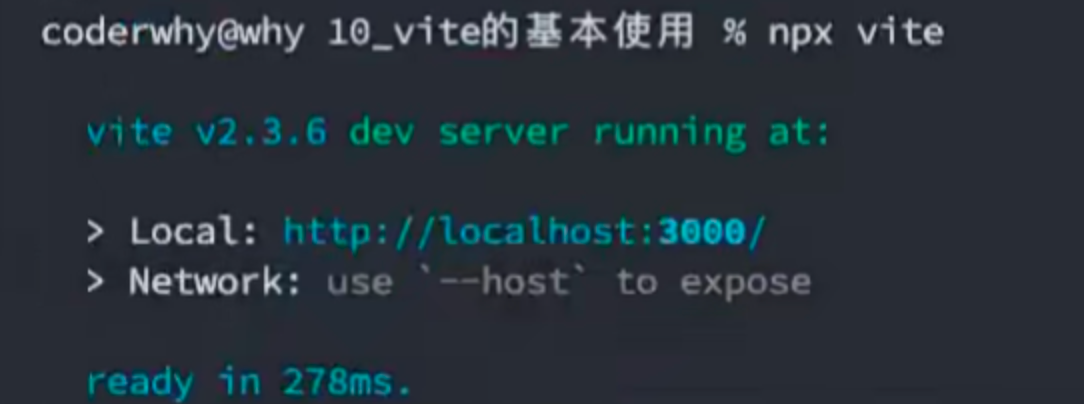 coderwhy@why 10_vite的基本使用 % npx vite
vite v2.3.6 dev server running at:
> Local: http://localhost:3000/
> Network: use `--host` to expose
ready in 278ms.